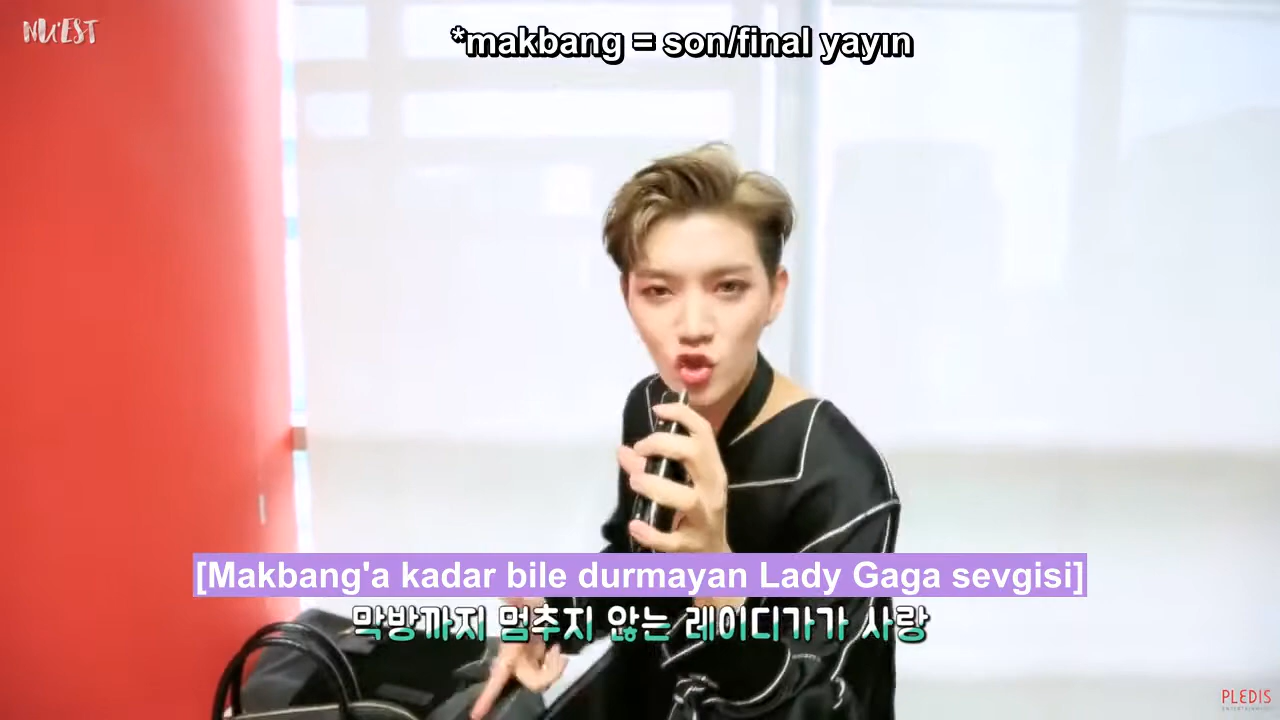 NU'EST
*makbang = son/final yayın
[Makbang'a kadar bile durmayan Lady Gaga sevgisi]
막방까지 멈추지 않는 레이디가가 사랑
PLEDIS
ENTERTAINMENT